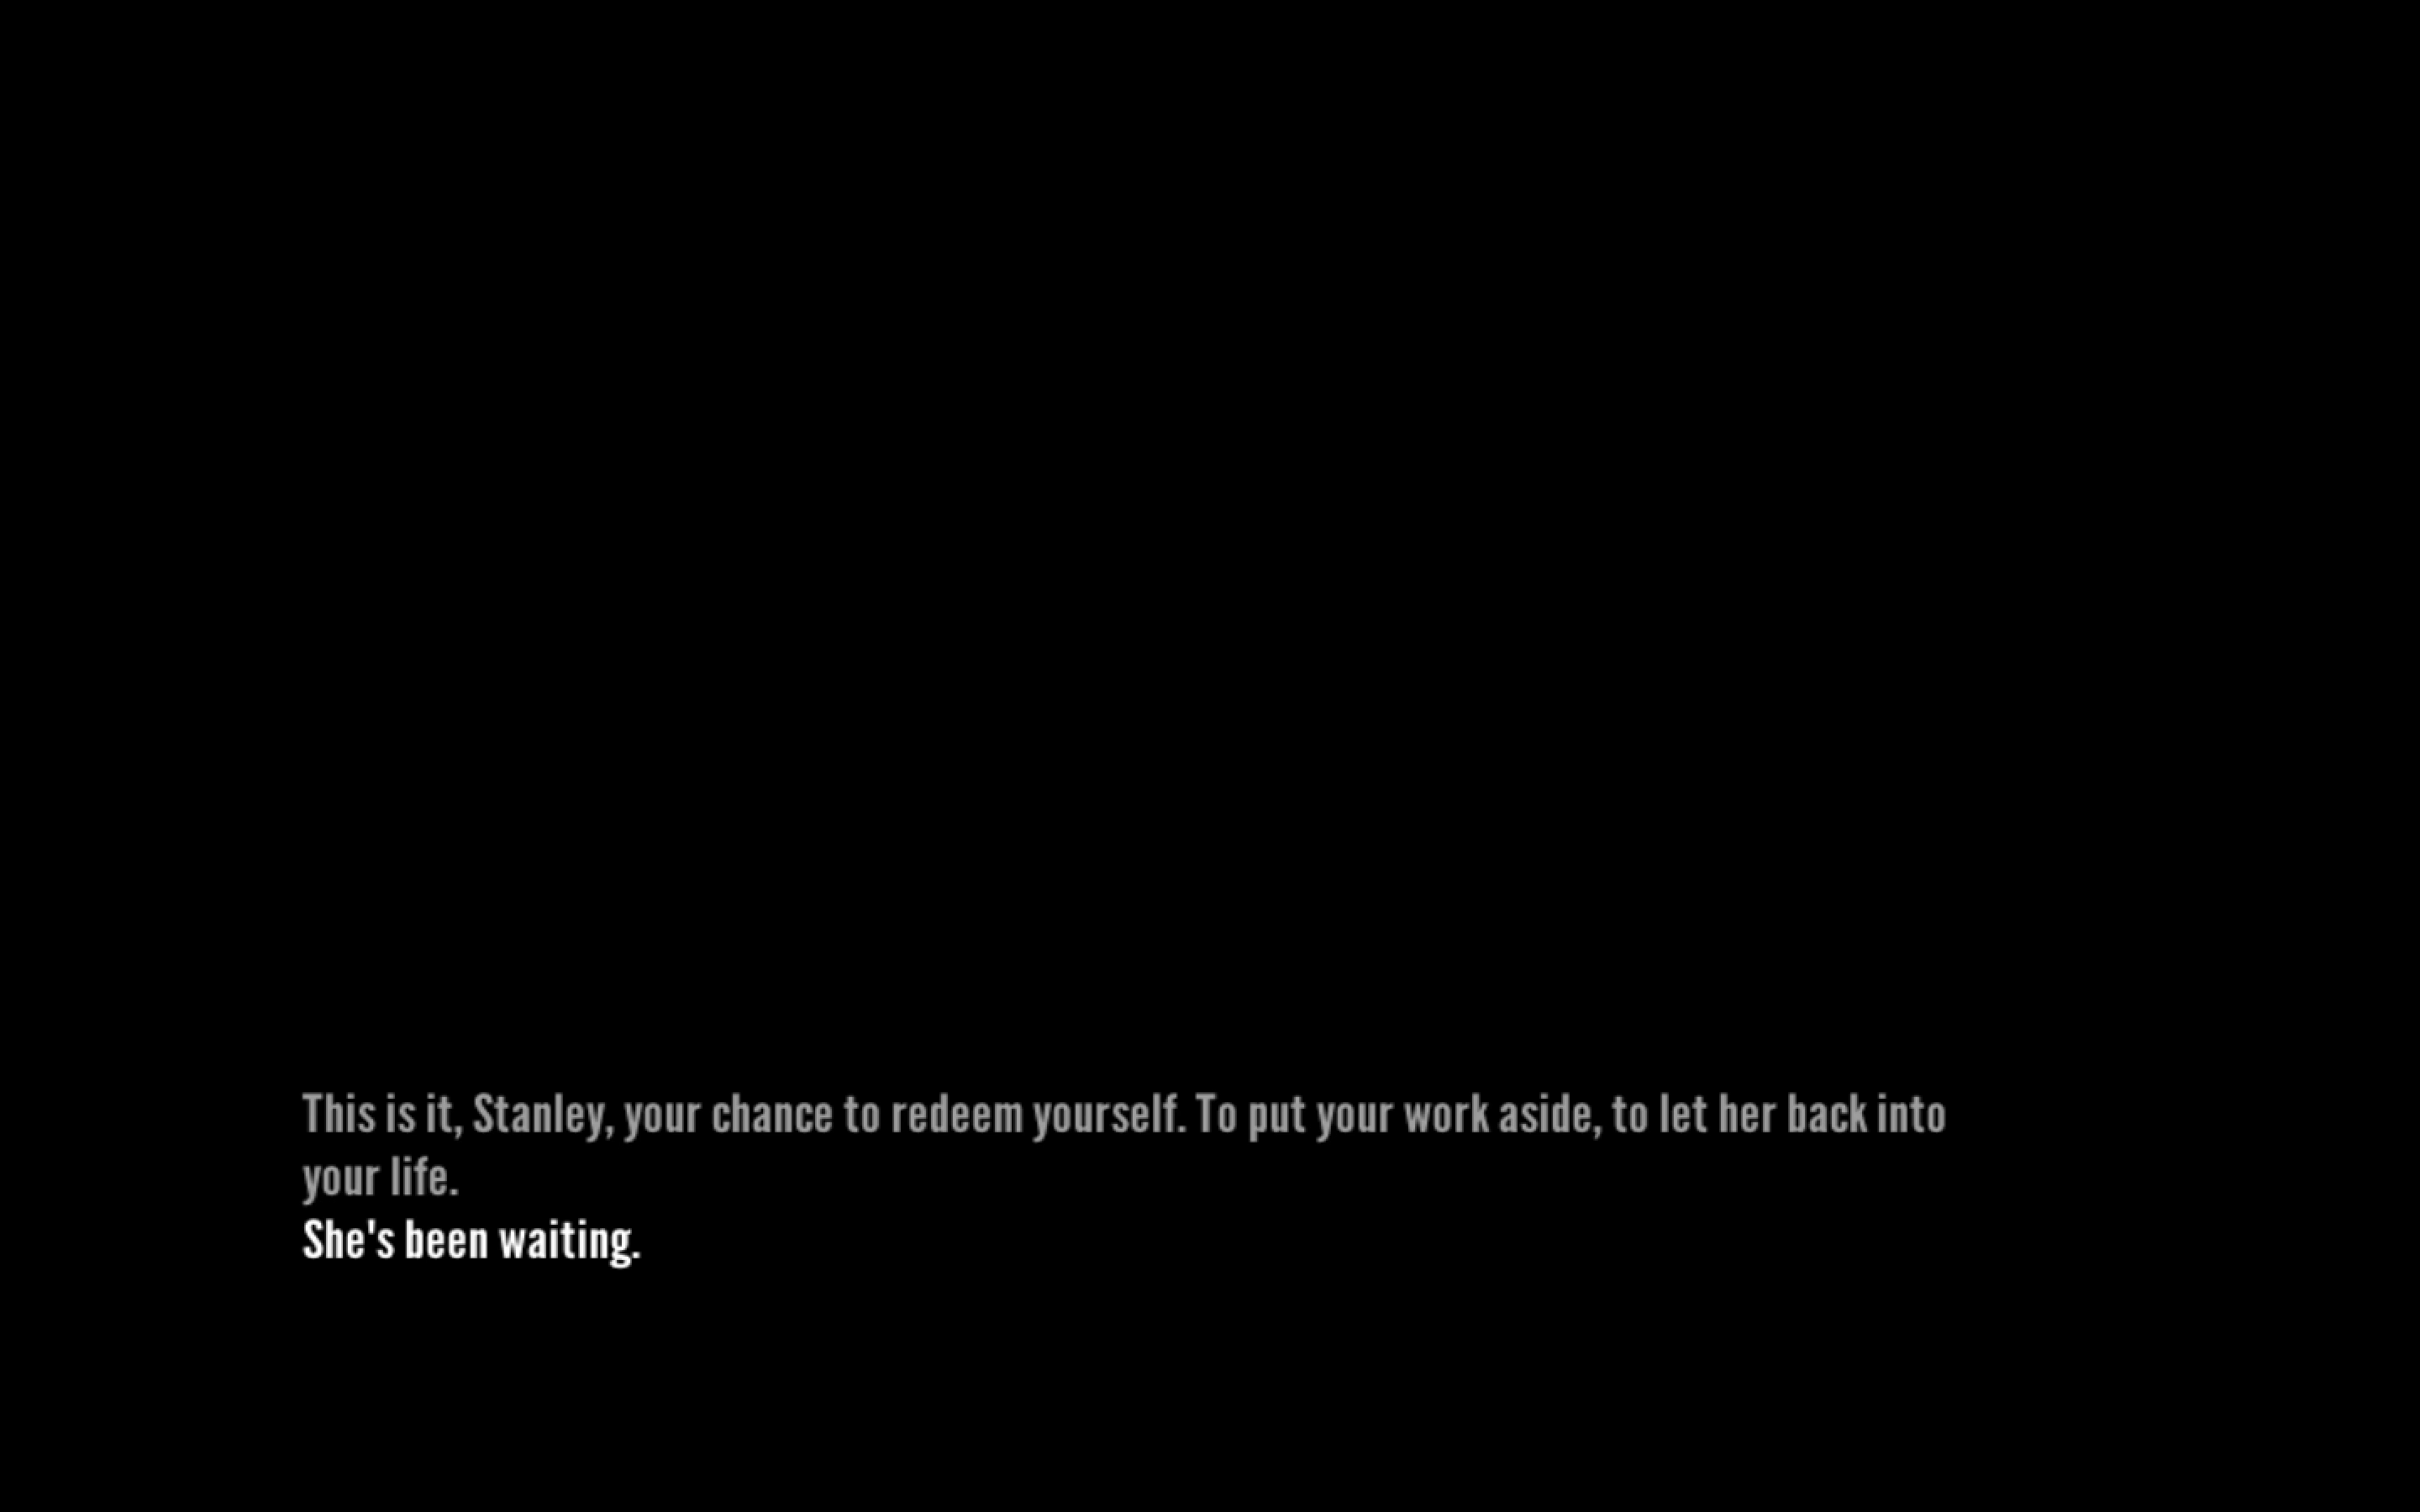 This is it, Stanley, your chance to redeem yourself. To put your work aside, to let her back into
your life.
She's been waiting.